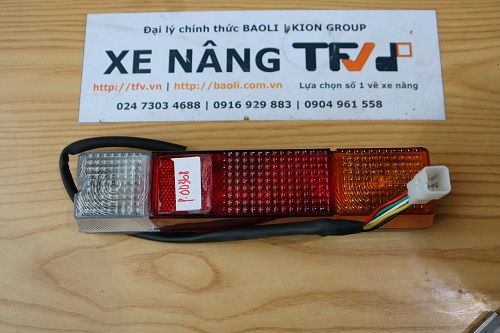 Đại lý chính thức BAOLI | KION GROUP
XE NÂNG TFV
http://tfv.vn | http://baoli.com.vn Lựa chọn số 1 về xe nâng
024 7303 4688 | 0916 929 883 | 0904 961 558
P.00308